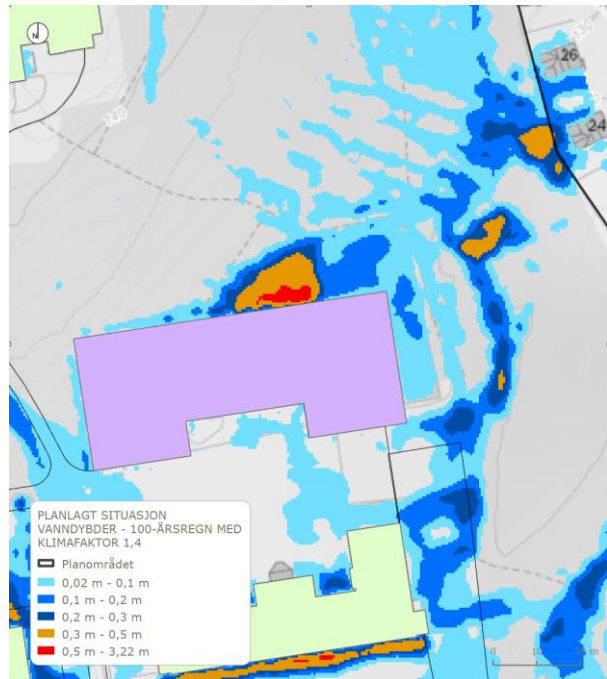 N
130
26
24
140
PLANLAGT SITUASJON
VANNDYBDER - 100-ÅRSREGN MED
KLIMAFAKTOR 1,4
Planområdet
0,02 m - 0,1 m
0,1 m - 0,2 m
0,2 m - 0,3 m
0,3 m - 0,5 m
0,5 m - 3,22 m
0 10
m